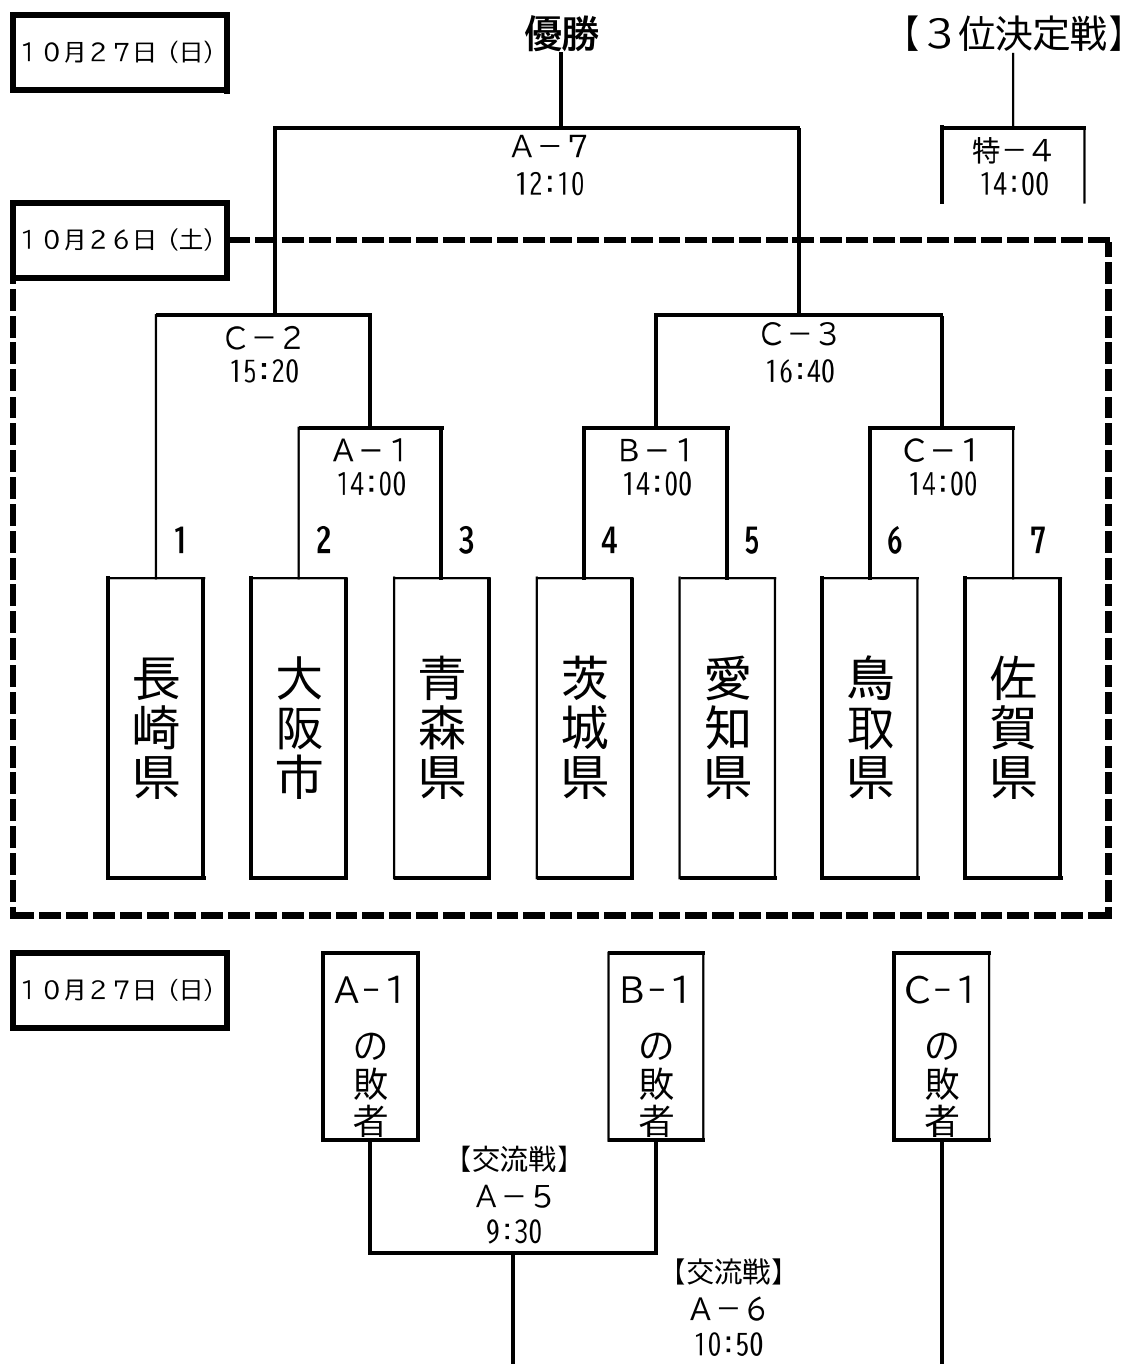 １０月２７日（日）
優勝
【３位決定戦】
Ａ－７
12:10
特－４
14:00
１０月２６日（土）
Ｃ－２
15:20
Ｃ－３
16:40
Ａ－１
14:00
Ｂ－１
14:00
Ｃ－１
14:00
1
2
3
4
5
6
7
長崎県
大阪市
青森県
茨城県
愛知県
鳥取県
佐賀県
１０月２７日（日）
Ａ-１
の敗者
Ｂ-１
の敗者
Ｃ-１
の敗者
【交流戦】
Ａ－５
9:30
【交流戦】
Ａ－６
10:50